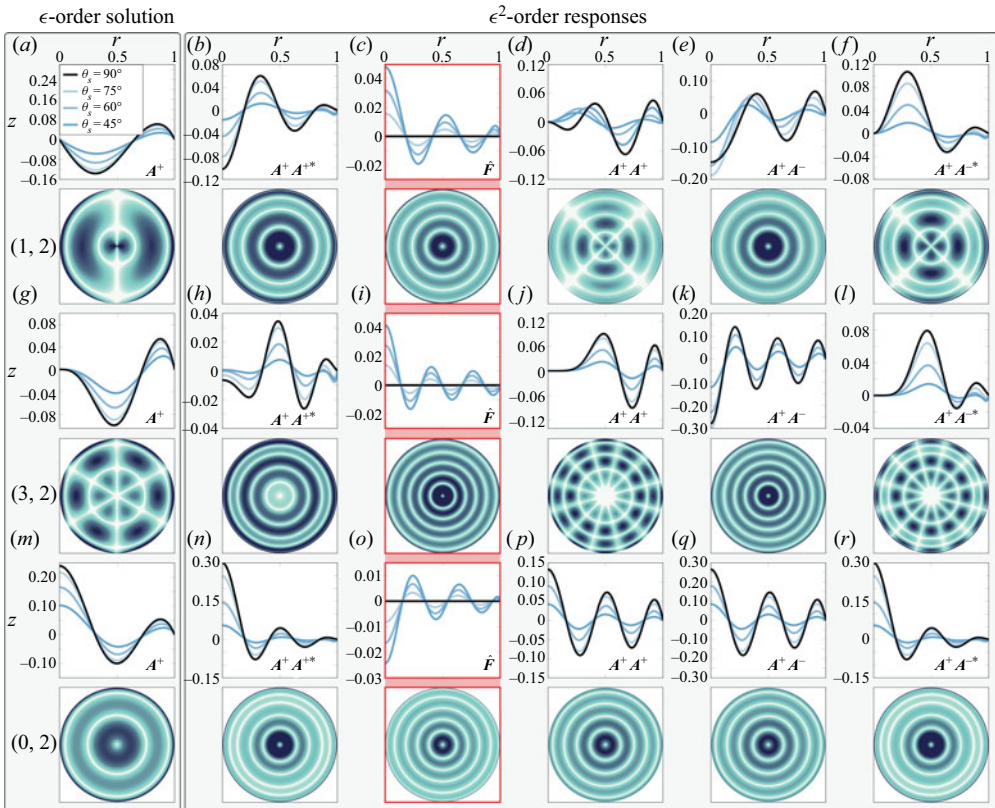 ϵ-order solution
ϵ²-order responses
(a) r
(b) r
(c) r
(d) r
(e) r
(f) r
0 0.5 1
0 0.5 1
0 0.5 1
0 0.5 1
0 0.5 1
0 0.5 1
z
0.24
0.16
0.08
0
−0.08
−0.16
θs = 90°
θs = 75°
θs = 60°
θs = 45°
A⁺
0.08
0.04
0
−0.04
−0.08
−0.12
A⁺ A⁺*
0.04
0.02
0
−0.02
F̂
0.12
0.06
0
−0.06
−0.12
A⁺ A⁺
0.10
0.05
0
−0.05
−0.10
−0.15
−0.20
A⁺ A⁻
0.12
0.08
0.04
0
−0.04
−0.08
A⁺ A⁻*
(1, 2)
(g)
(h)
(i)
(j)
(k)
(l)
z
0.08
0.04
0
−0.04
−0.08
A⁺
0.04
0.02
0
−0.02
−0.04
A⁺ A⁺*
0.04
0.02
0
−0.02
F̂
0.12
0.06
0
−0.06
−0.12
A⁺ A⁺
0.20
0.10
0
−0.10
−0.20
−0.30
A⁺ A⁻
0.08
0.04
0
−0.04
A⁺ A⁻*
(3, 2)
(m)
(n)
(o)
(p)
(q)
(r)
z
0.20
0.10
0
−0.10
A⁺
0.30
0.15
0
−0.15
A⁺ A⁺*
0.01
0
−0.01
−0.03
F̂
0.15
0.10
0.05
0
−0.05
−0.10
−0.15
A⁺ A⁺
0.30
0.20
0.10
0
−0.10
−0.20
−0.30
A⁺ A⁻
0.30
0.15
0
−0.15
A⁺ A⁻*
(0, 2)